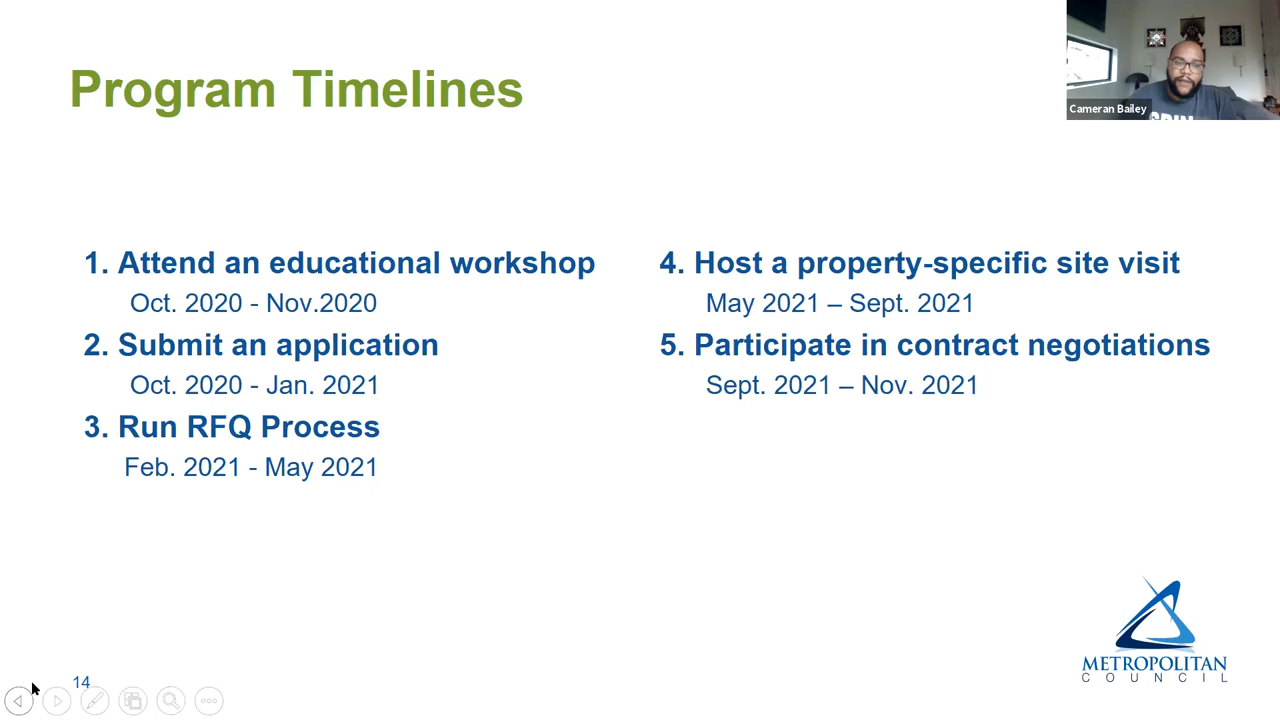 Program Timelines
Cameran Bailey
1. Attend an educational workshop
Oct. 2020 - Nov.2020
2. Submit an application
Oct. 2020 - Jan. 2021
3. Run RFQ Process
Feb. 2021 - May 2021
4. Host a property-specific site visit
May 2021 – Sept. 2021
5. Participate in contract negotiations
Sept. 2021 – Nov. 2021
14
METROPOLITAN
COUNCIL